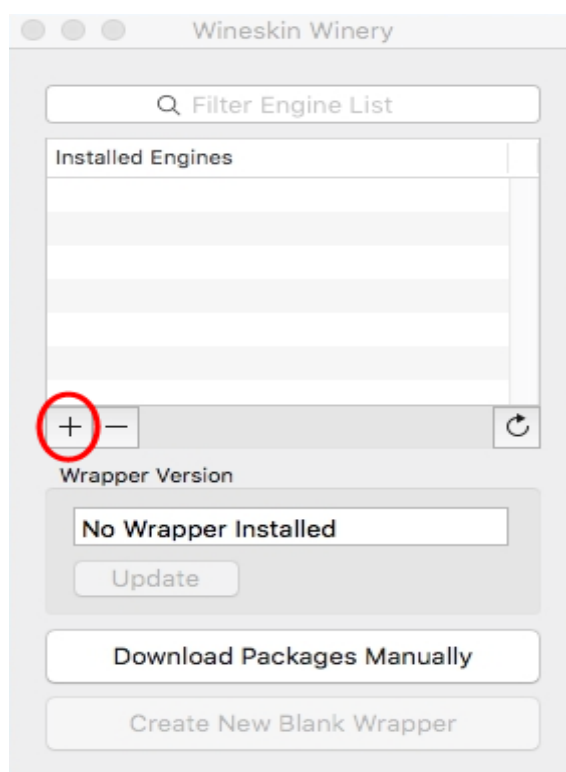 Wineskin Winery
Filter Engine List
Installed Engines
+ −
Wrapper Version
No Wrapper Installed
Update
Download Packages Manually
Create New Blank Wrapper